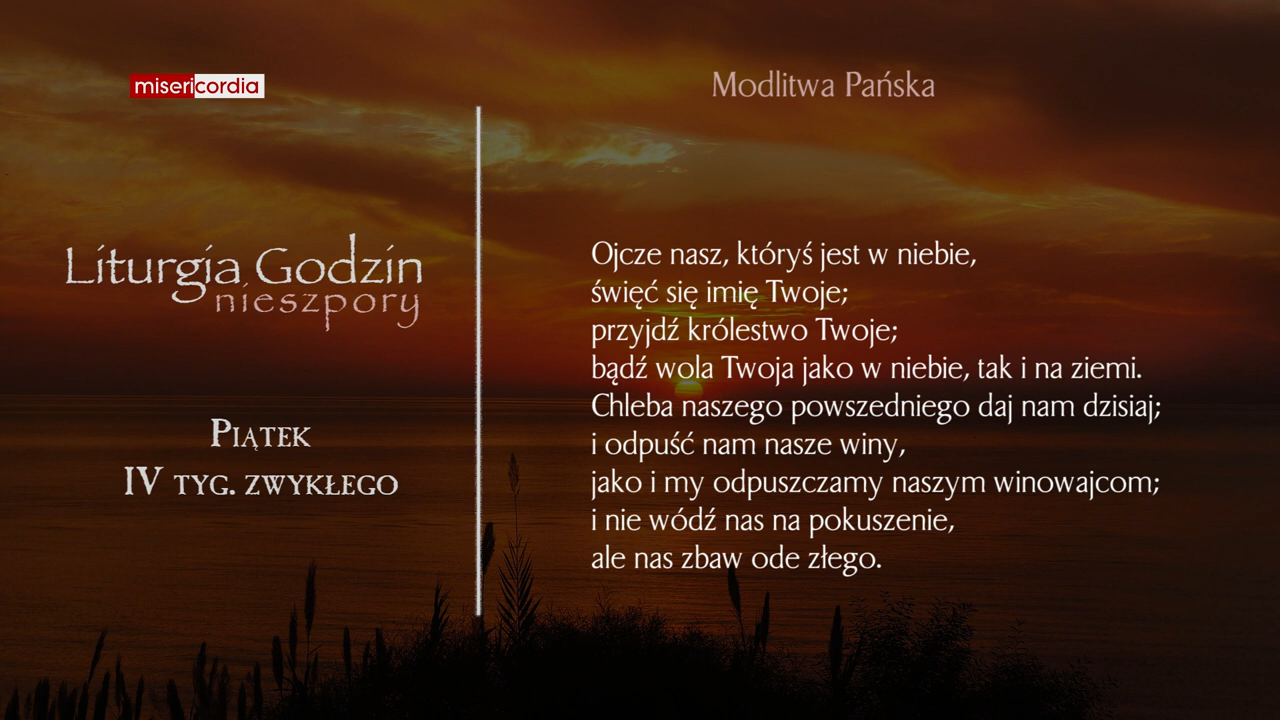 misericordia
Liturgia Godzin
nieszpory
Piątek
IV tyg. zwykłego
Modlitwa Pańska
Ojcze nasz, któryś jest w niebie,
święć się imię Twoje;
przyjdź królestwo Twoje;
bądź wola Twoja jako w niebie, tak i na ziemi.
Chleba naszego powszedniego daj nam dzisiaj;
i odpuść nam nasze winy,
jako i my odpuszczamy naszym winowajcom;
i nie wódź nas na pokuszenie,
ale nas zbaw ode złego.